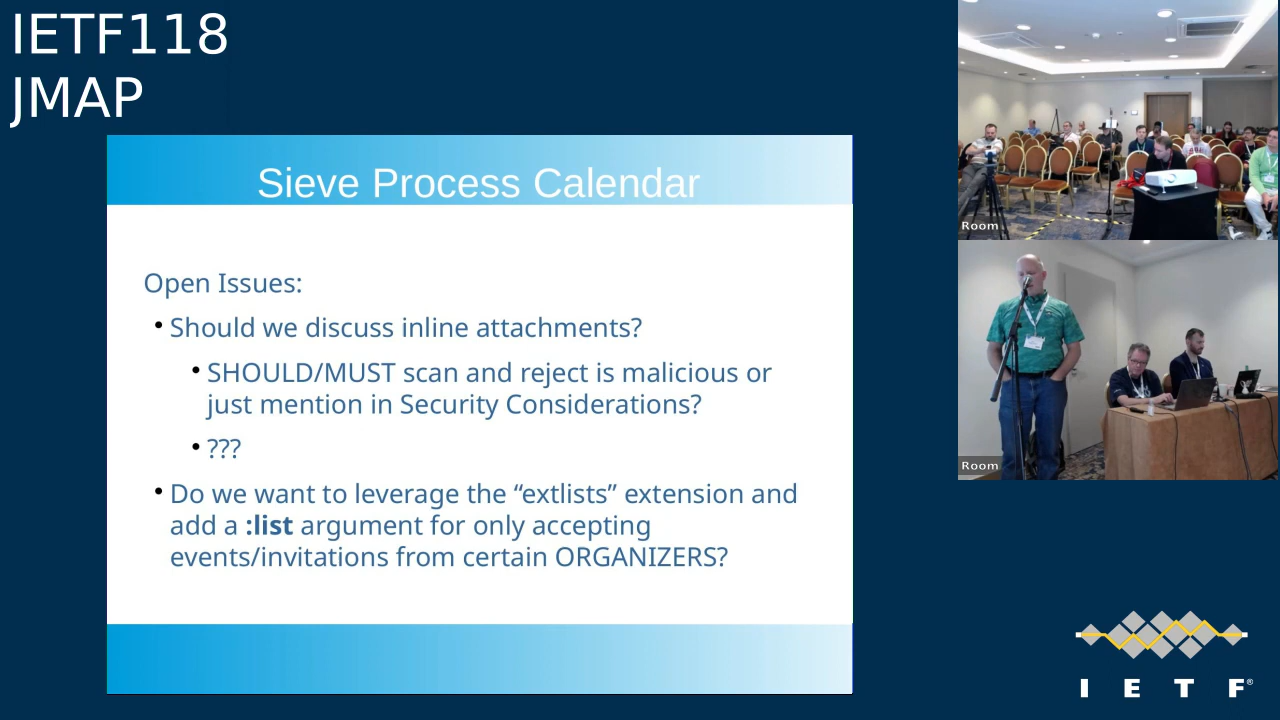 IETF118
JMAP
Sieve Process Calendar
Open Issues:
• Should we discuss inline attachments?
• SHOULD/MUST scan and reject is malicious or
just mention in Security Considerations?
• ???
• Do we want to leverage the “extlists” extension and
add a :list argument for only accepting
events/invitations from certain ORGANIZERS?
Room
Room
I E T F®